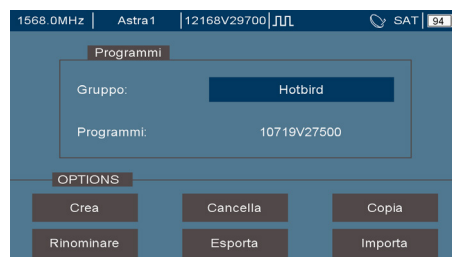 1568.0MHz Astra1 12168V29700 SAT 94
Programmi
Gruppo: Hotbird
Programmi: 10719V27500
OPTIONS
Crea Cancella Copia
Rinominare Esporta Importa